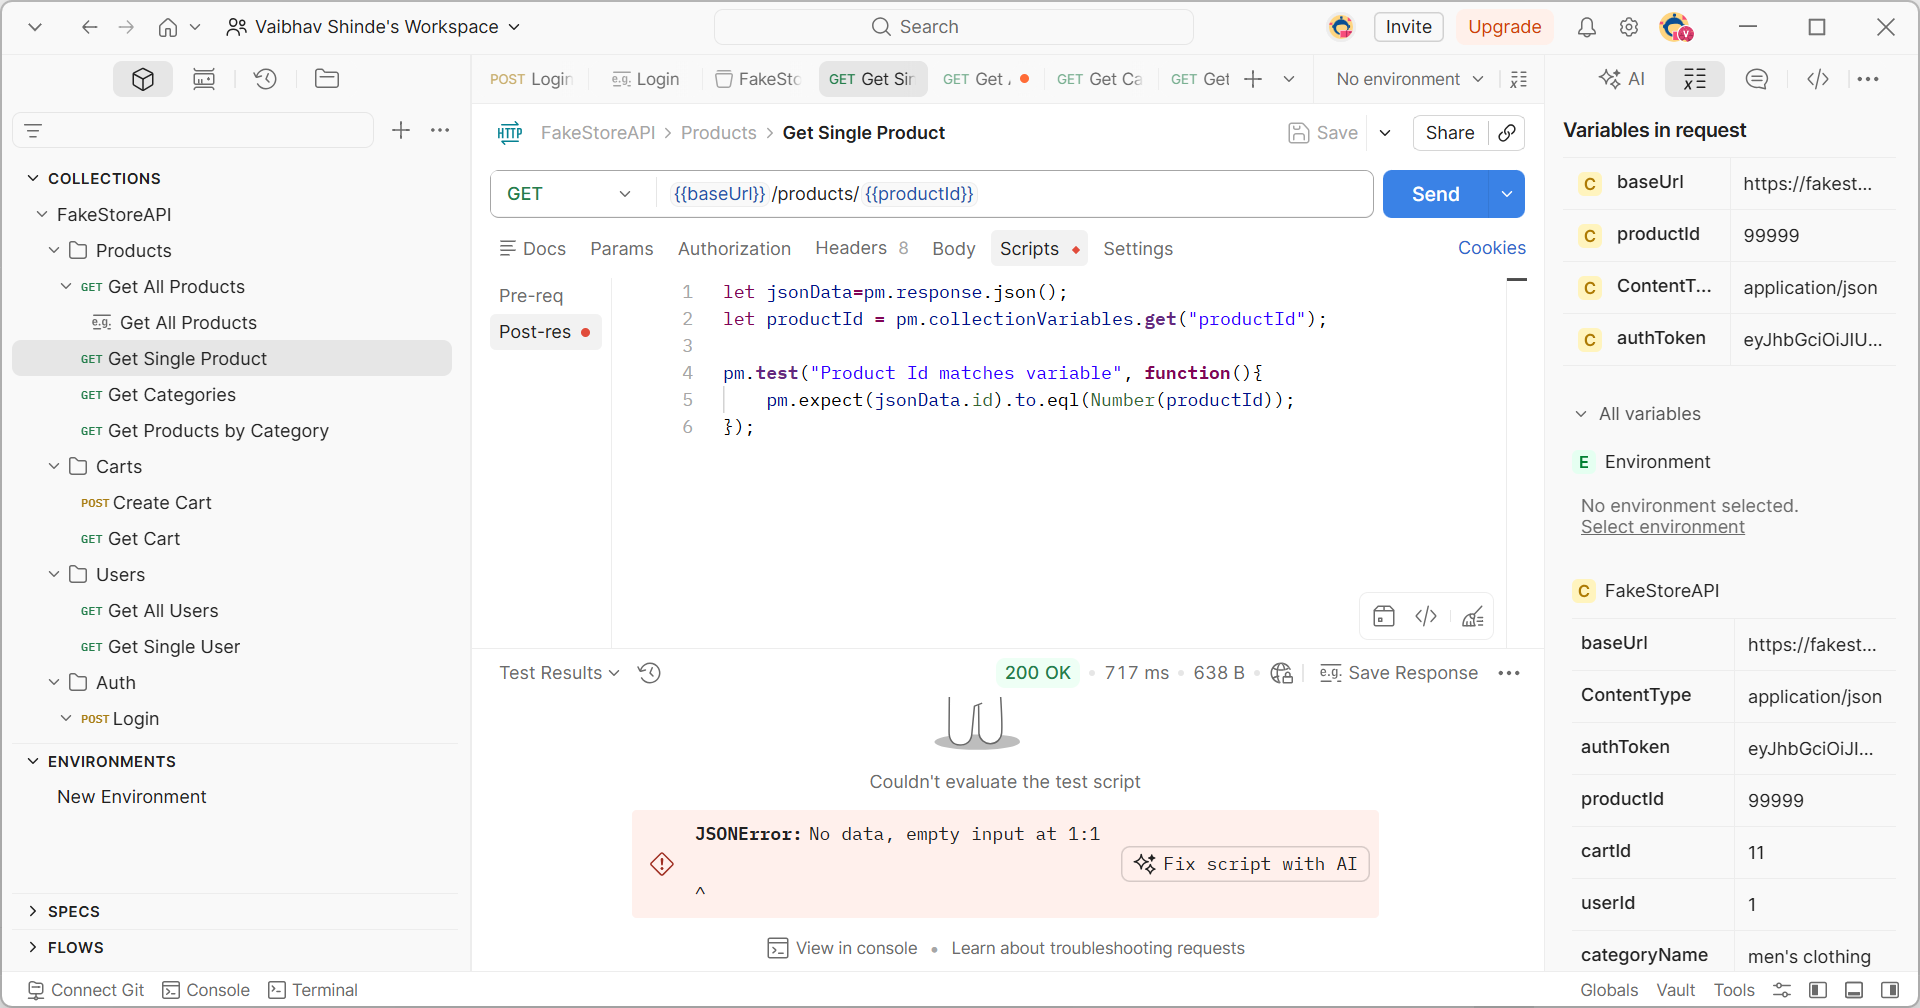 Vaibhav Shinde's Workspace
Search
Invite
Upgrade
V
POST Login
e.g. Login
FakeSto
GET Get Sin
GET Get
GET Get Ca
GET Get
No environment
AI
HTTP FakeStoreAPI > Products > Get Single Product
Save
Share
GET
{{baseUrl}} /products/ {{productId}}
Send
Docs
Params
Authorization
Headers 8
Body
Scripts
Settings
Cookies
Pre-req
Post-res
1 let jsonData=pm.response.json();
2 let productId = pm.collectionVariables.get("productId");
3
4 pm.test("Product Id matches variable", function(){
5 pm.expect(jsonData.id).to.eql(Number(productId));
6 });
COLLECTIONS
FakeStoreAPI
Products
GET Get All Products
e.g. Get All Products
GET Get Single Product
GET Get Categories
GET Get Products by Category
Carts
POST Create Cart
GET Get Cart
Users
GET Get All Users
GET Get Single User
Auth
POST Login
ENVIRONMENTS
New Environment
SPECS
FLOWS
Test Results
200 OK
717 ms
638 B
e.g. Save Response
Couldn't evaluate the test script
JSONError: No data, empty input at 1:1
Fix script with AI
^
View in console
Learn about troubleshooting requests
Variables in request
C baseUrl https://fakest...
C productId 99999
C ContentT... application/json
C authToken eyJhbGciOiJIU...
All variables
E Environment
No environment selected.
Select environment
C FakeStoreAPI
baseUrl https://fakest...
ContentType application/json
authToken eyJhbGciOiJI...
productId 99999
cartId 11
userId 1
categoryName men's clothing
Connect Git
Console
Terminal
Globals
Vault
Tools